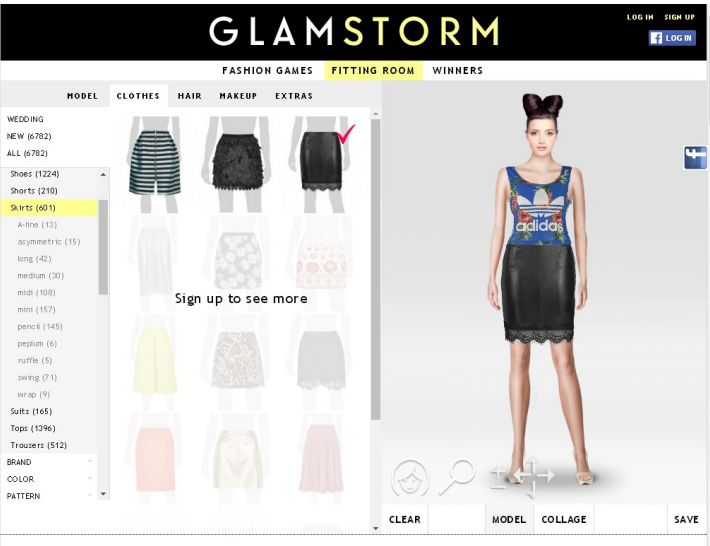 GLAMSTORM
LOG IN SIGN UP
LOG IN
FASHION GAMES FITTING ROOM WINNERS
MODEL CLOTHES HAIR MAKEUP EXTRAS
WEDDING
NEW (6782)
ALL (6782)
Shoes (1224)
Shorts (210)
Skirts (601)
A-line (13)
asymmetric (15)
long (42)
medium (30)
midi (108)
mini (157)
pencil (145)
peplum (6)
ruffle (5)
swing (71)
wrap (9)
Suits (165)
Tops (1396)
Trousers (512)
BRAND
COLOR
PATTERN
Sign up to see more
adidas
CLEAR MODEL COLLAGE SAVE